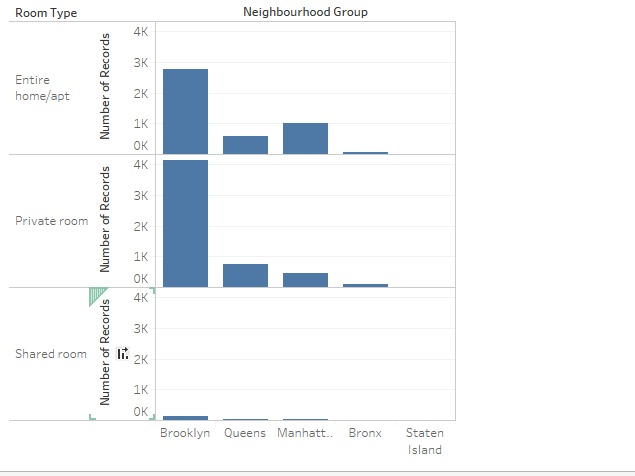 Room Type
Neighbourhood Group
Entire
home/apt
Number of Records
4K
3K
2K
1K
0K
Private room
Number of Records
4K
3K
2K
1K
0K
Shared room
Number of Records
4K
3K
2K
1K
0K
Brooklyn Queens Manhatt.. Bronx Staten
Island